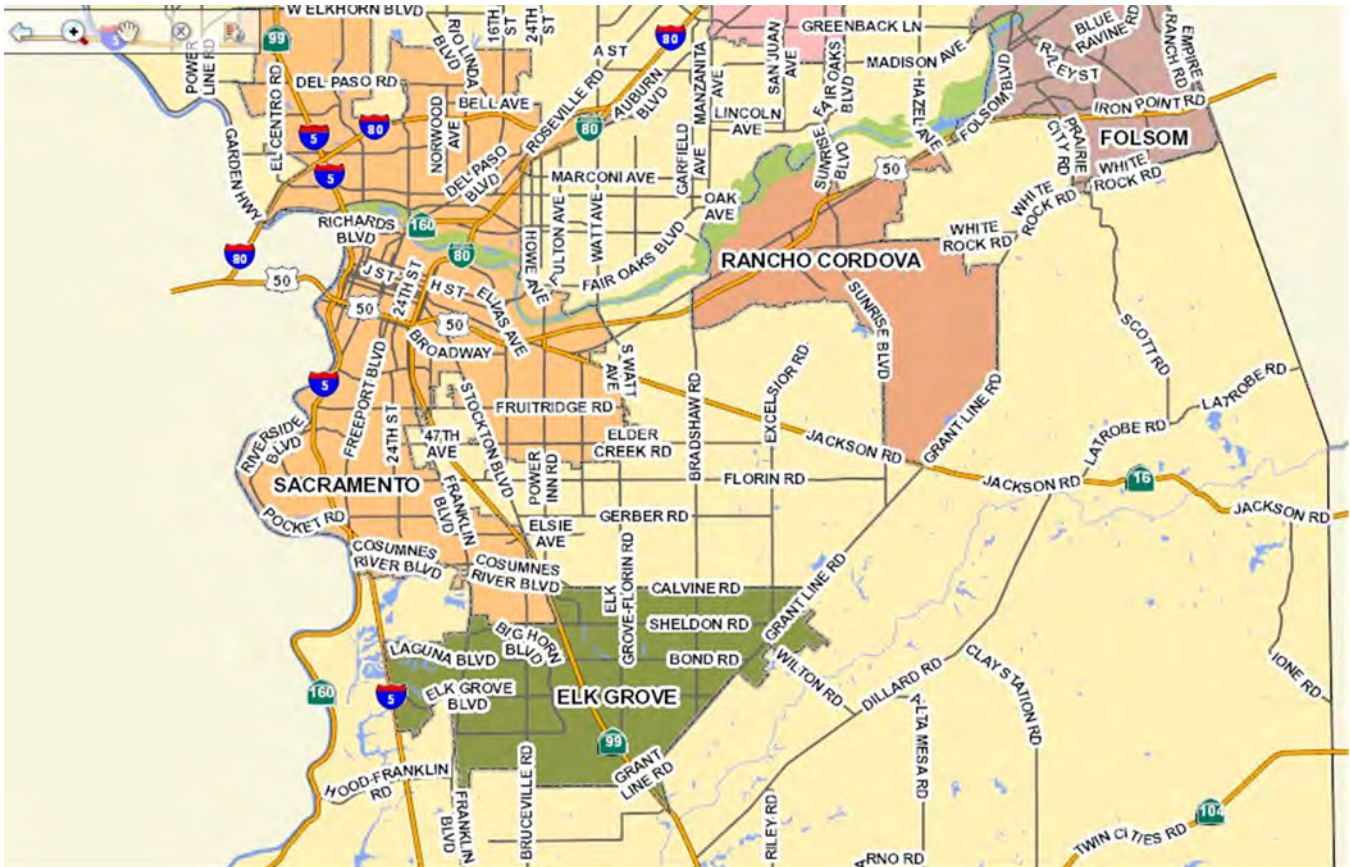 W ELKHORN BLVD
16TH ST
24TH ST
GREENBACK LN
BLUE RAVINE RD
5
99
80
POWER LINE RD
EL CENTRO RD
RIO LINDA BLVD
A ST
MANZANITA AVE
SAN JUAN AVE
FAIR OAKS BLVD
MADISON AVE
RILEY ST
EMPIRE RANCH RD
DEL PASO RD
BELL AVE
ROSEVILLE RD
AUBURN BLVD
HAZEL AVE
FOLSOM BLVD
IRON POINT RD
NORWOOD AVE
80
5
80
LINCOLN AVE
PRAIRIE CITY RD
FOLSOM
GARDEN HWY
5
DEL PASO BLVD
MARCONI AVE
GARFIELD AVE
SUNRISE BLVD
50
WHITE ROCK RD
RICHARDS BLVD
160
OAK AVE
WHITE ROCK RD
FULTON AVE
WATT AVE
HOWE AVE
WHITE ROCK RD
80
80
FAIR OAKS BLVD
RANCHO CORDOVA
50
J ST
24TH ST
H ST
ELVAS AVE
SUNRISE BLVD
50
50
BROADWAY
SCOTT RD
S WATT AVE
BRADSHAW RD
EXCELSIOR RD
5
FREEPORT BLVD
STOCKTON BLVD
GRANT LINE RD
LATROBE RD
RIVERSIDE BLVD
24TH ST
FRUITRIDGE RD
47TH AVE
ELDER CREEK RD
JACKSON RD
LATROBE RD
SACRAMENTO
FRANKLIN BLVD
POWER INN RD
FLORIN RD
JACKSON RD
16
POCKET RD
ELSIE AVE
GERBER RD
JACKSON RD
COSUMNES RIVER BLVD
COSUMNES RIVER BLVD
ELK GROVE-FLORIN RD
CALVINE RD
GRANT LINE RD
BIG HORN BLVD
SHELDON RD
LAGUNA BLVD
BOND RD
WILTON RD
DILLARD RD
CLAY STATION RD
IONE RD
160
5
ELK GROVE BLVD
ELK GROVE
ALTA MESA RD
99
HOOD-FRANKLIN RD
GRANT LINE RD
FRANKLIN BLVD
BRUCEVILLE RD
RILEY RD
104
TWIN CITIES RD
ARNO RD